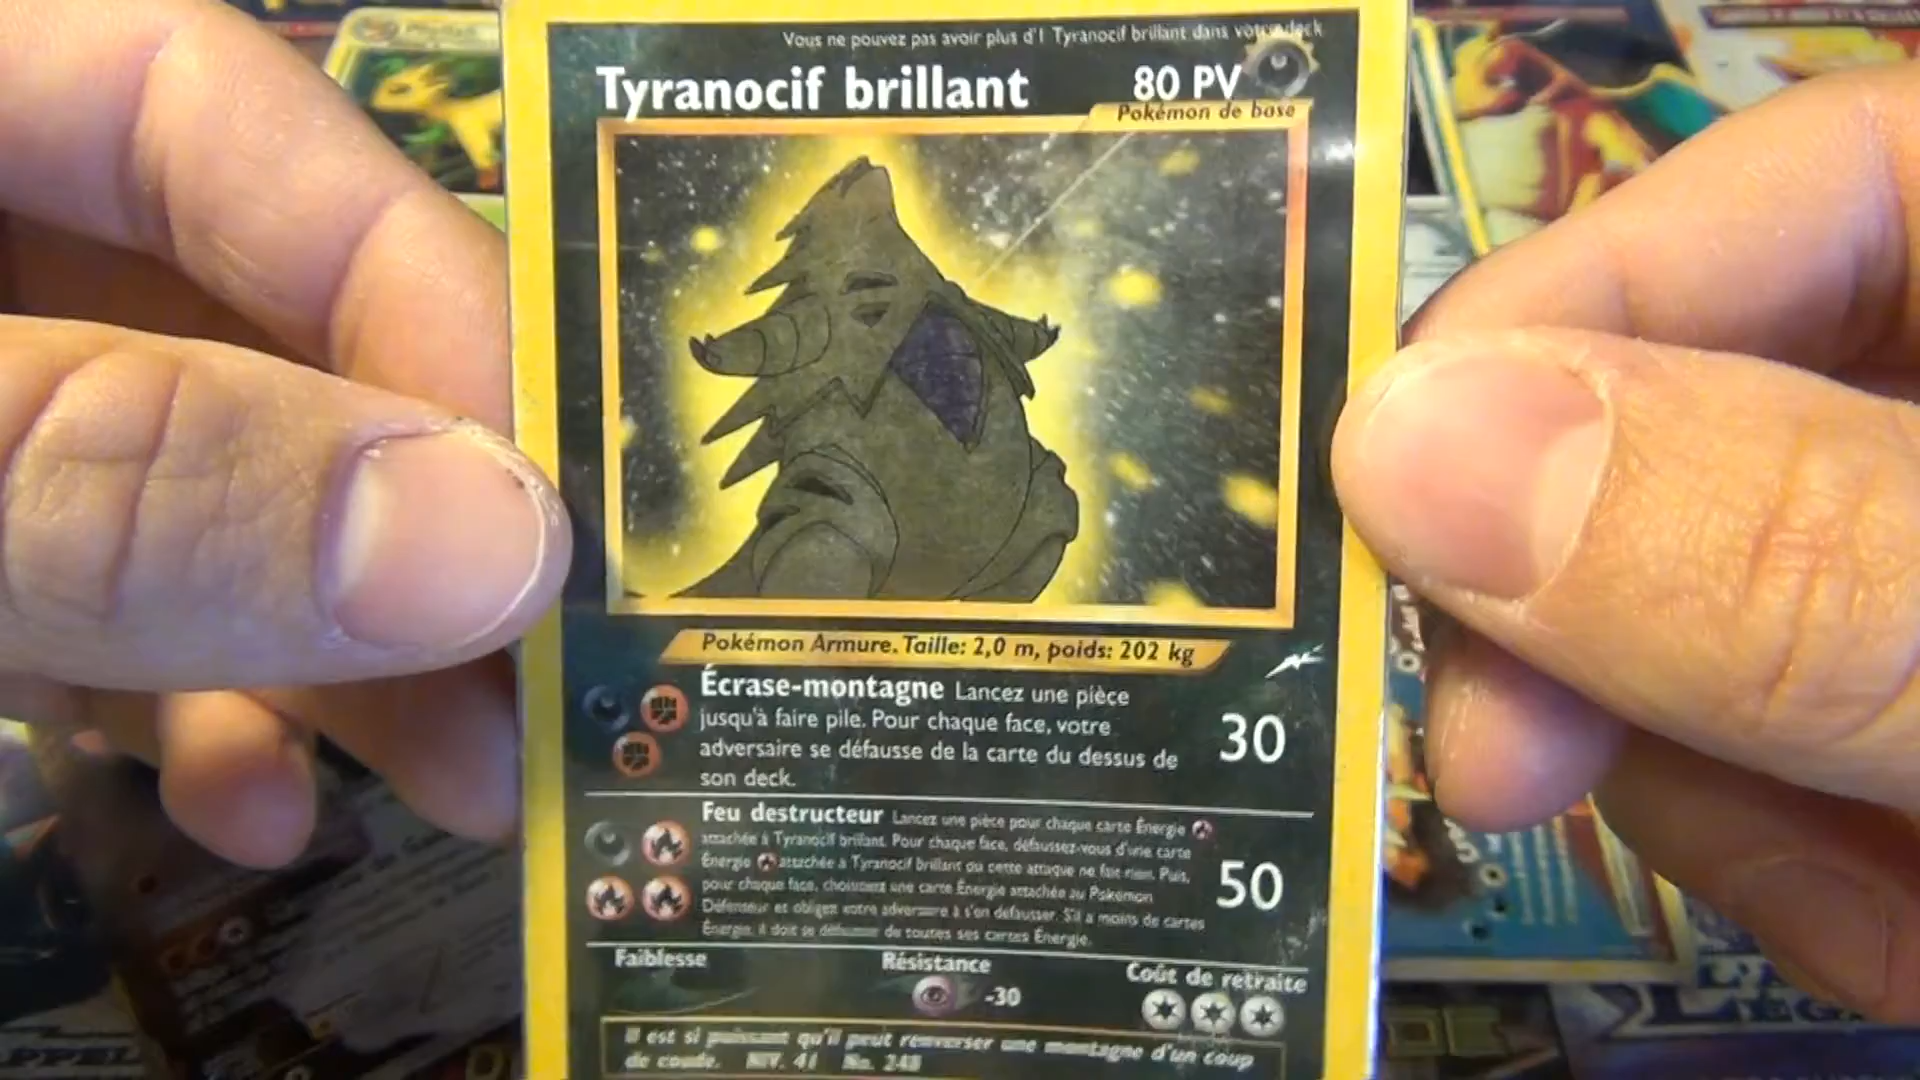 Vous ne pouvez pas avoir plus d'1 Tyranocif brillant dans votre deck
Tyranocif brillant 80 PV
Pokémon de base
Pokémon Armure. Taille: 2,0 m, poids: 202 kg
Écrase-montagne Lancez une pièce
jusqu'à faire pile. Pour chaque face, votre
adversaire se défausse de la carte du dessus de
son deck.
30
Feu destructeur Lancez une pièce pour chaque carte Énergie
attachée à Tyranocif brillant. Pour chaque face, défaussez-vous d'une carte
Énergie attachée à Tyranocif brillant ou cette attaque ne fait rien. Puis,
pour chaque face, choisissez une carte Énergie attachée au Pokémon
Défenseur et obligez votre adversaire à s'en défausser. S'il a moins de cartes
Énergie, il doit se défausser de toutes ses cartes Énergie.
50
Faiblesse Résistance Coût de retraite
-30
Il est si puissant qu'il peut renverser une montagne d'un coup
de coude. NIV. 41 No. 248